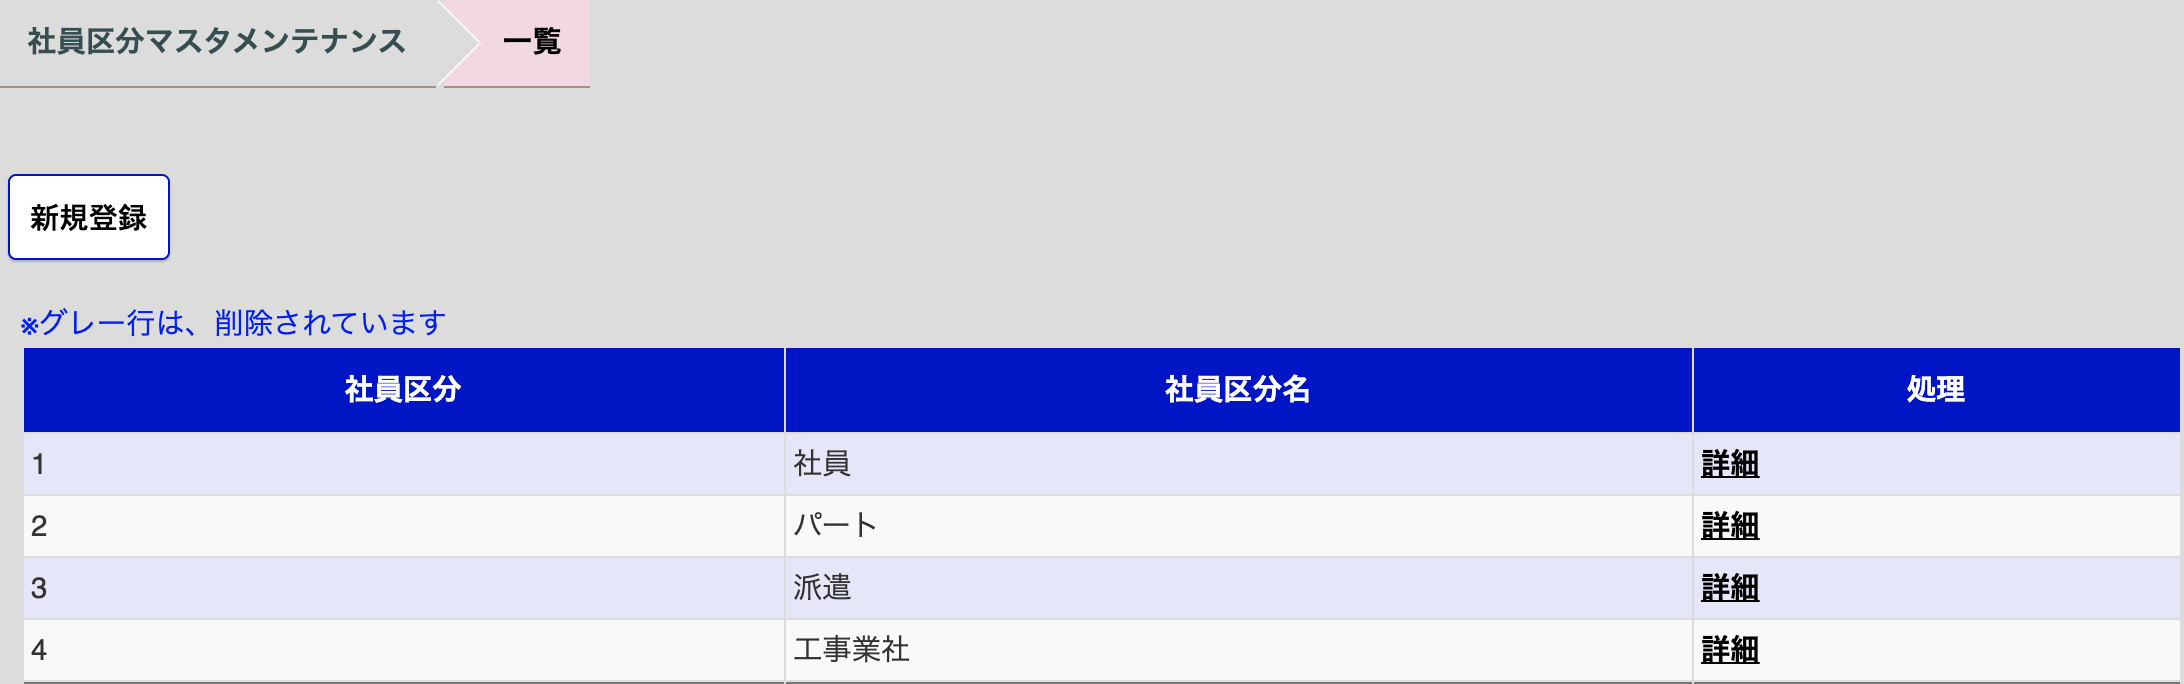 社員区分マスタメンテナンス 一覧
新規登録
※グレー行は、削除されています
社員区分 社員区分名 処理
1 社員 詳細
2 パート 詳細
3 派遣 詳細
4 工事業社 詳細